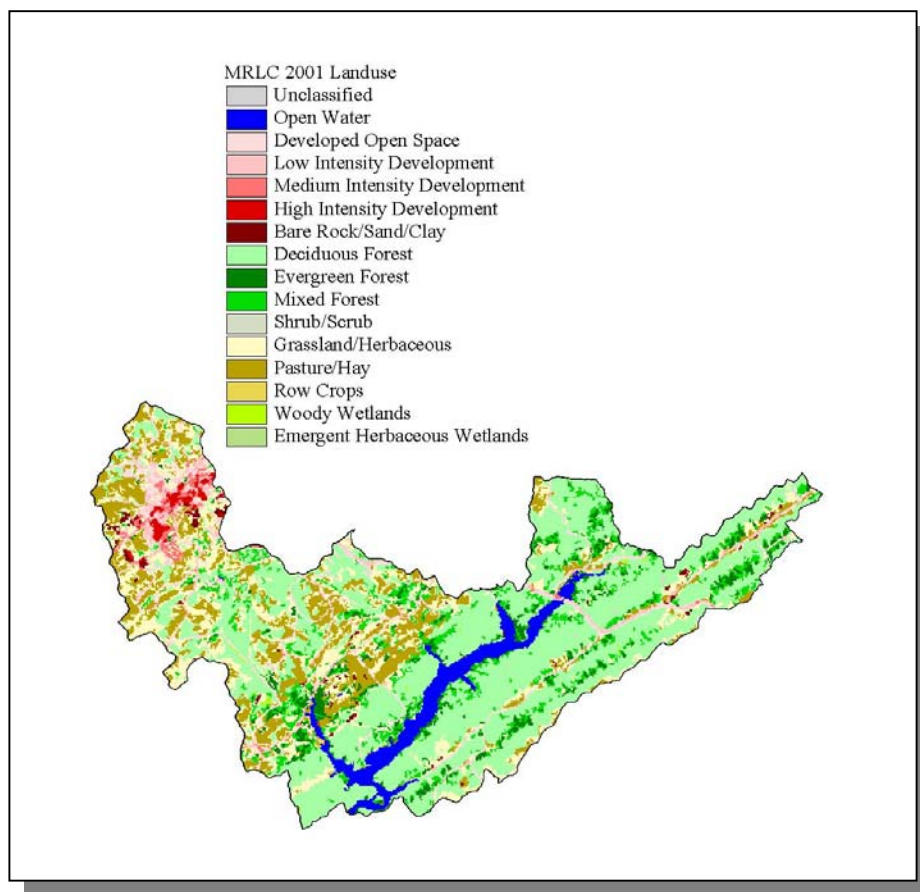 MRLC 2001 Landuse
Unclassified
Open Water
Developed Open Space
Low Intensity Development
Medium Intensity Development
High Intensity Development
Bare Rock/Sand/Clay
Deciduous Forest
Evergreen Forest
Mixed Forest
Shrub/Scrub
Grassland/Herbaceous
Pasture/Hay
Row Crops
Woody Wetlands
Emergent Herbaceous Wetlands